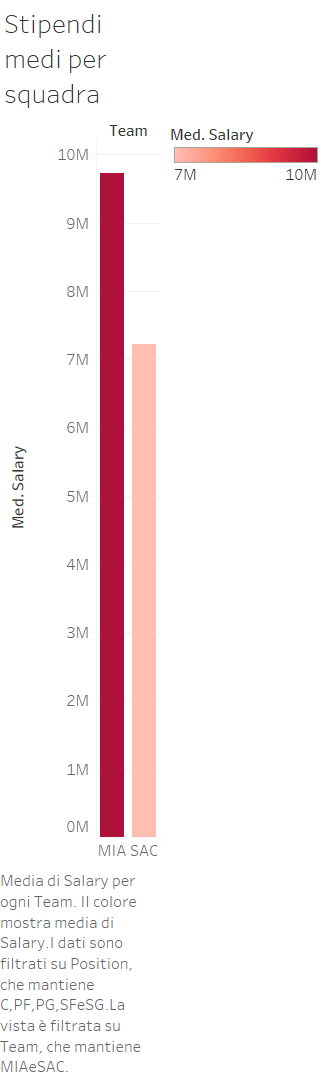 Stipendi
medi per
squadra
Team
Med. Salary
7M 10M
10M
9M
8M
7M
6M
5M
4M
3M
2M
1M
0M
Med. Salary
MIA SAC
Media di Salary per
ogni Team. Il colore
mostra media di
Salary.I dati sono
filtrati su Position,
che mantiene
C,PF,PG,SFeSG.La
vista è filtrata su
Team, che mantiene
MIAeSAC.